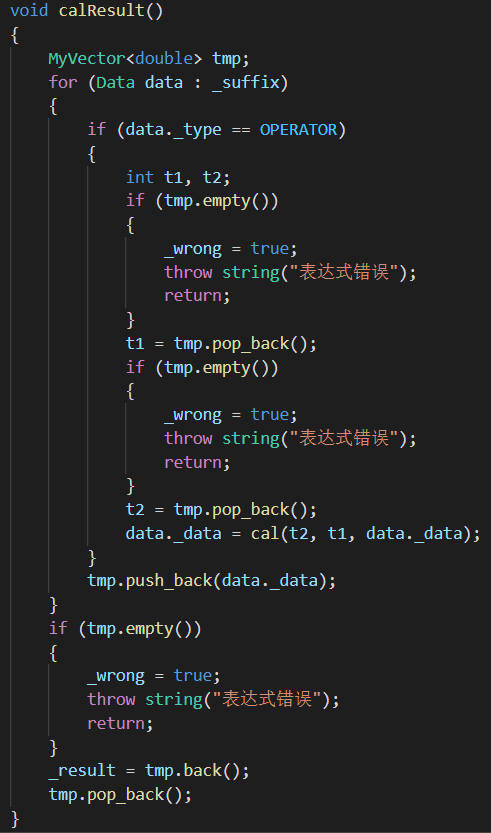 void calResult()
{
    MyVector<double> tmp;
    for (Data data : _suffix)
    {
        if (data._type == OPERATOR)
        {
            int t1, t2;
            if (tmp.empty())
            {
                _wrong = true;
                throw string("表达式错误");
                return;
            }
            t1 = tmp.pop_back();
            if (tmp.empty())
            {
                _wrong = true;
                throw string("表达式错误");
                return;
            }
            t2 = tmp.pop_back();
            data._data = cal(t2, t1, data._data);
        }
        tmp.push_back(data._data);
    }
    if (tmp.empty())
    {
        _wrong = true;
        throw string("表达式错误");
        return;
    }
    _result = tmp.back();
    tmp.pop_back();
}